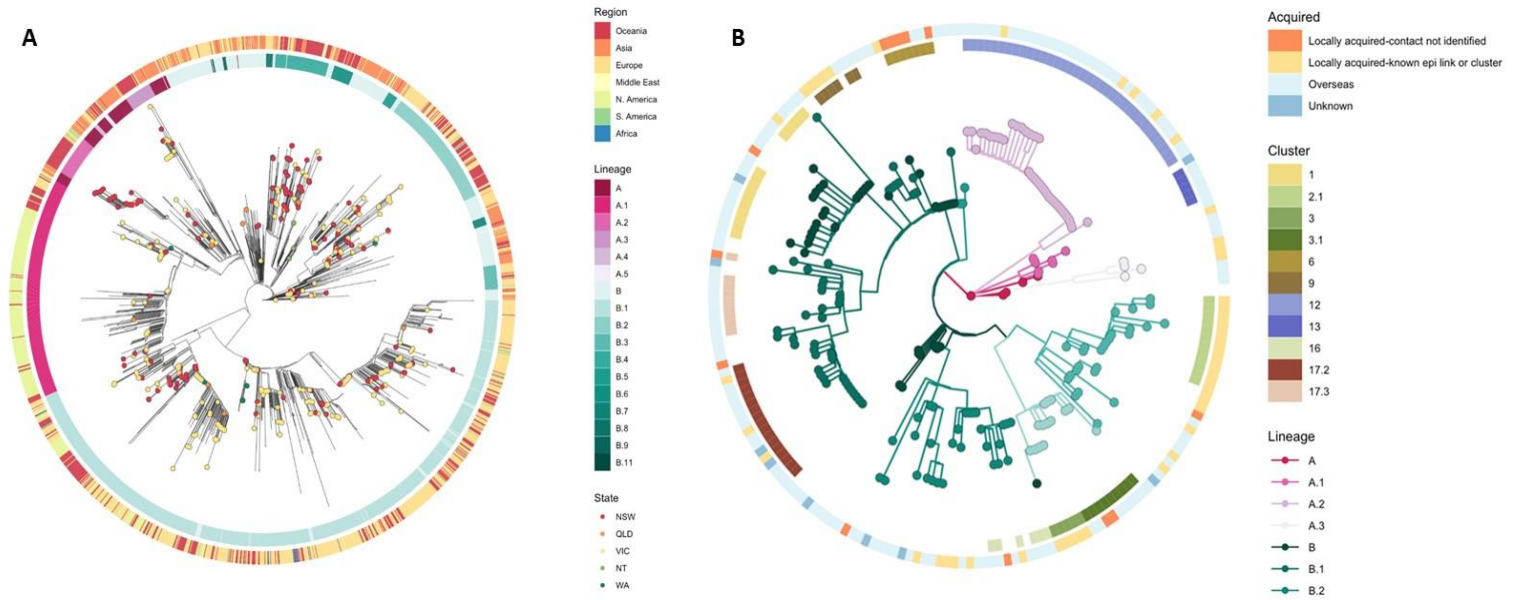 A
Region
Oceania
Asia
Europe
Middle East
N. America
S. America
Africa
Lineage
A
A.1
A.2
A.3
A.4
A.5
B
B.1
B.2
B.3
B.4
B.5
B.6
B.7
B.8
B.9
B.11
State
NSW
QLD
VIC
NT
WA
B
Acquired
Locally acquired-contact not identified
Locally acquired-known epi link or cluster
Overseas
Unknown
Cluster
1
2.1
3
3.1
6
9
12
13
16
17.2
17.3
Lineage
A
A.1
A.2
A.3
B
B.1
B.2